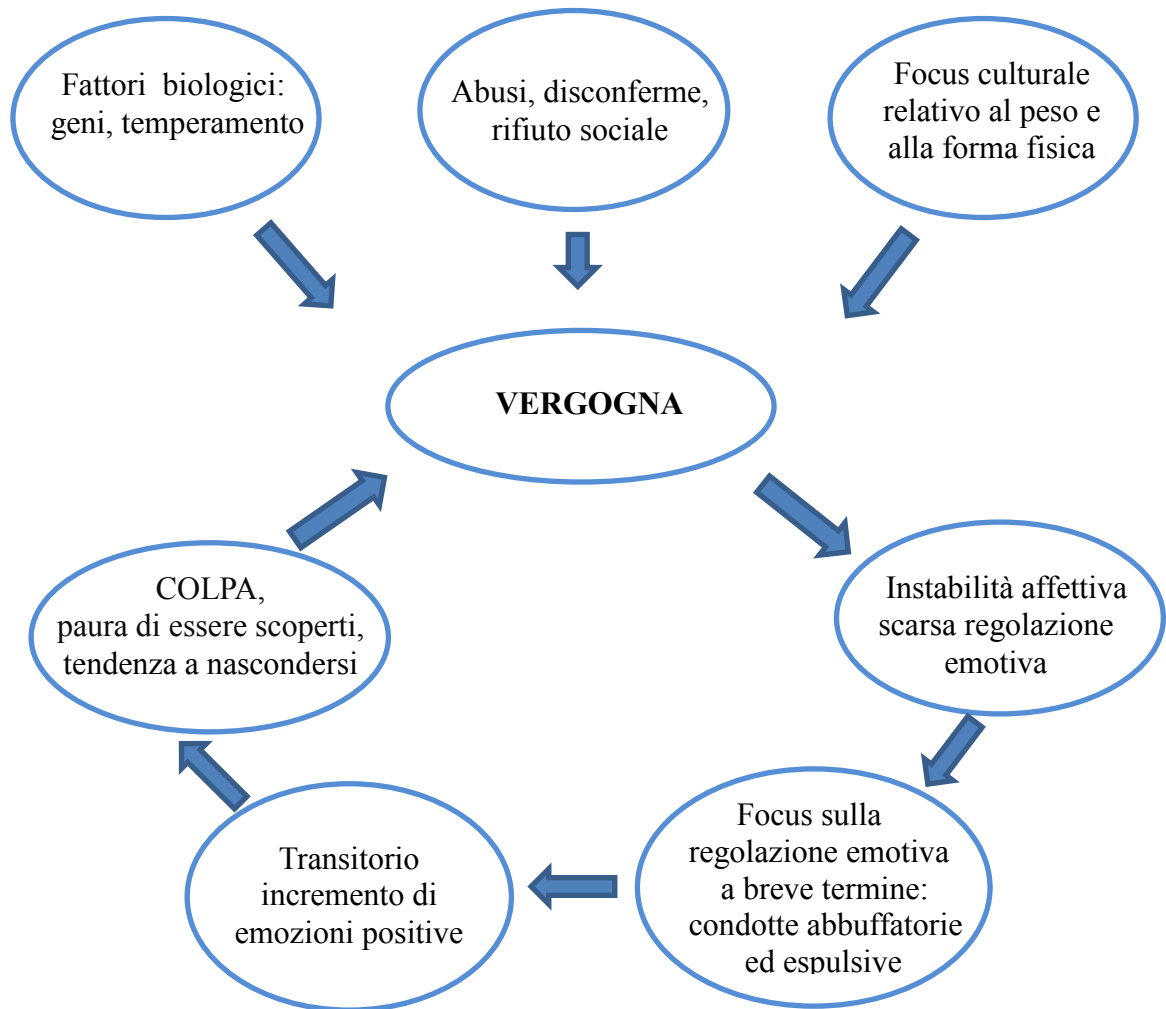 Fattori biologici:
geni, temperamento
Abusi, disconferme,
rifiuto sociale
Focus culturale
relativo al peso e
alla forma fisica
VERGOGNA
Instabilità affettiva
scarsa regolazione
emotiva
Focus sulla
regolazione emotiva
a breve termine:
condotte abbuffatorie
ed espulsive
Transitorio
incremento di
emozioni positive
COLPA,
paura di essere scoperti,
tendenza a nascondersi